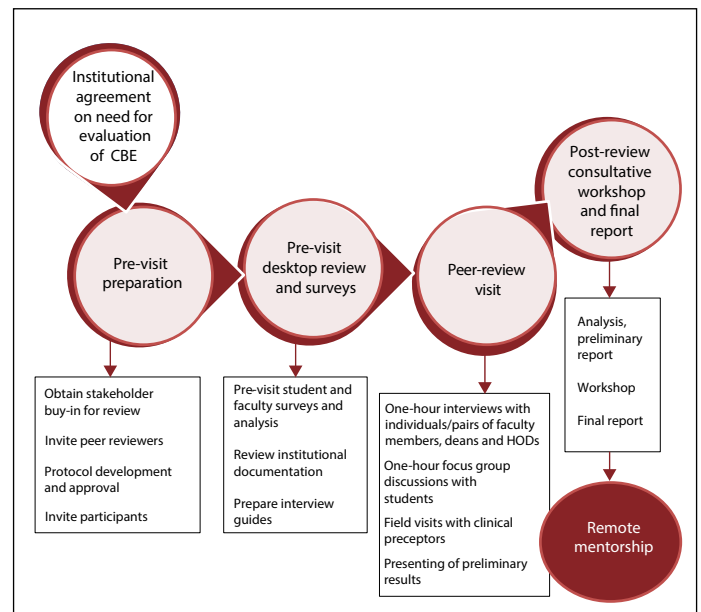 Institutional
agreement
on need for
evaluation
of CBE
Pre-visit
preparation
Pre-visit
desktop review
and surveys
Peer-review
visit
Post-review
consultative
workshop
and final
report
Obtain stakeholder
buy-in for review
Invite peer reviewers
Protocol development
and approval
Invite participants
Pre-visit student and
faculty surveys and
analysis
Review institutional
documentation
Prepare interview
guides
One-hour interviews with
individuals/pairs of faculty
members, deans and HODs
One-hour focus group
discussions with
students
Field visits with clinical
preceptors
Presenting of preliminary
results
Analysis,
preliminary
report
Workshop
Final report
Remote
mentorship